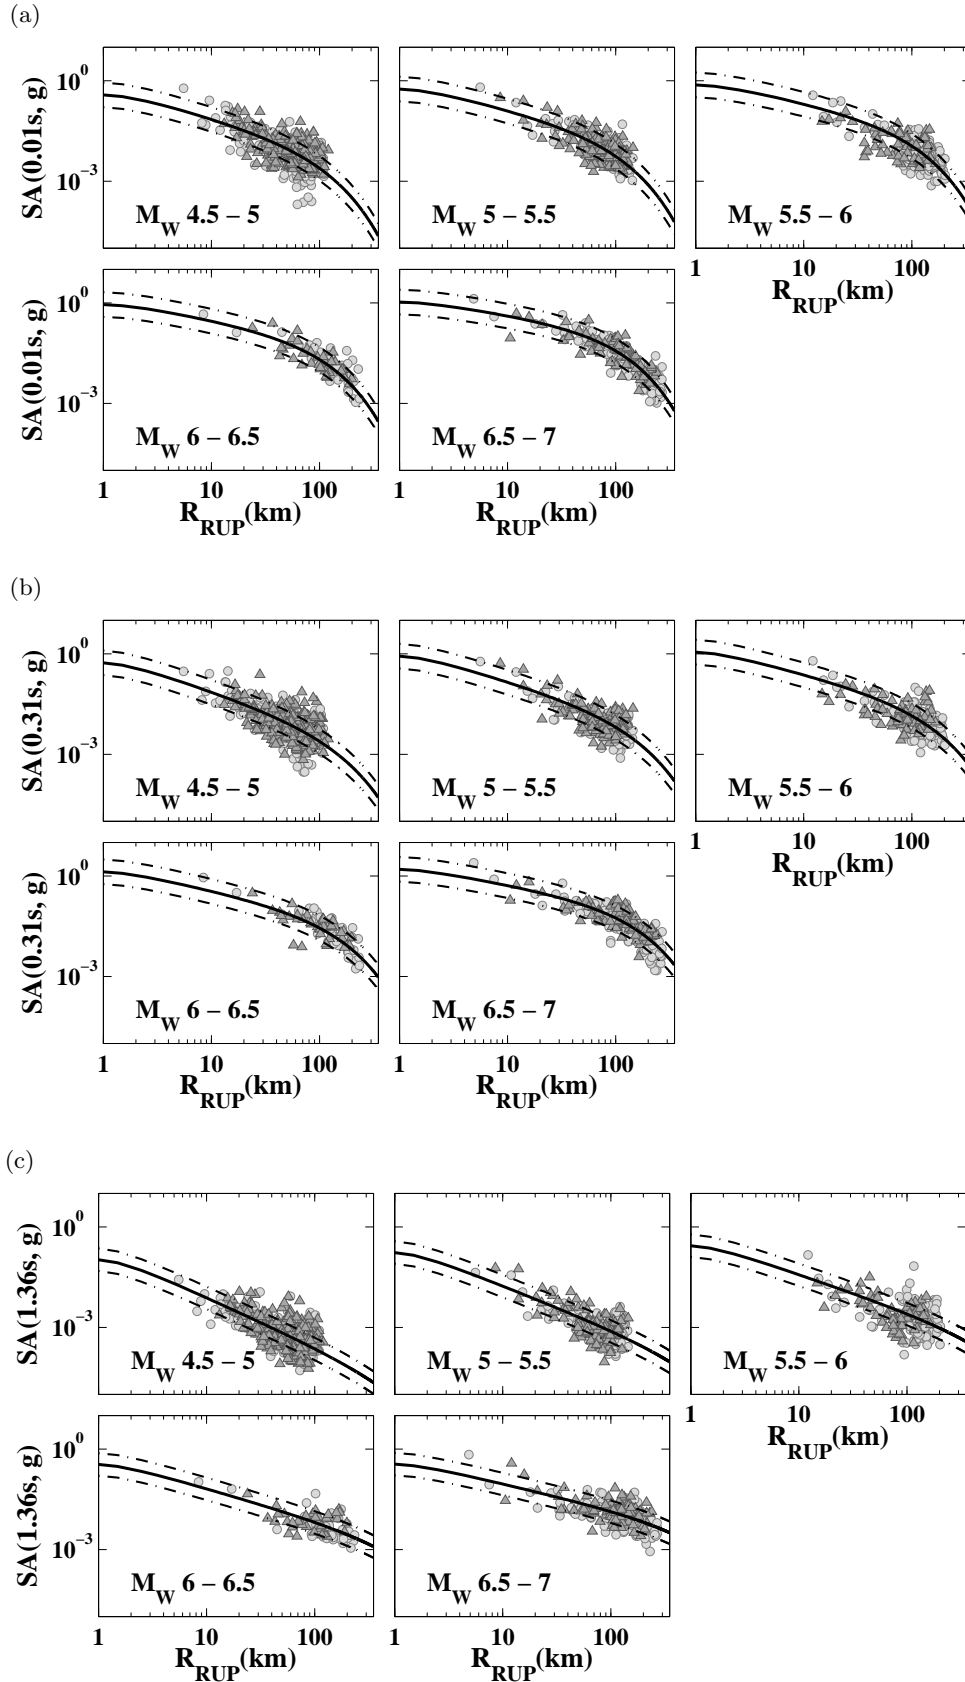 (a)
SA(0.01s, g)
10^0
10^-3
M_W 4.5 – 5
M_W 5 – 5.5
M_W 5.5 – 6
1 10 100
R_RUP(km)
SA(0.01s, g)
10^0
10^-3
M_W 6 – 6.5
M_W 6.5 – 7
1 10 100
1 10 100
R_RUP(km)
R_RUP(km)
(b)
SA(0.31s, g)
10^0
10^-3
M_W 4.5 – 5
M_W 5 – 5.5
M_W 5.5 – 6
1 10 100
R_RUP(km)
SA(0.31s, g)
10^0
10^-3
M_W 6 – 6.5
M_W 6.5 – 7
1 10 100
1 10 100
R_RUP(km)
R_RUP(km)
(c)
SA(1.36s, g)
10^0
10^-3
M_W 4.5 – 5
M_W 5 – 5.5
M_W 5.5 – 6
1 10 100
R_RUP(km)
SA(1.36s, g)
10^0
10^-3
M_W 6 – 6.5
M_W 6.5 – 7
1 10 100
1 10 100
R_RUP(km)
R_RUP(km)